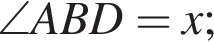 ∠ABD = x;